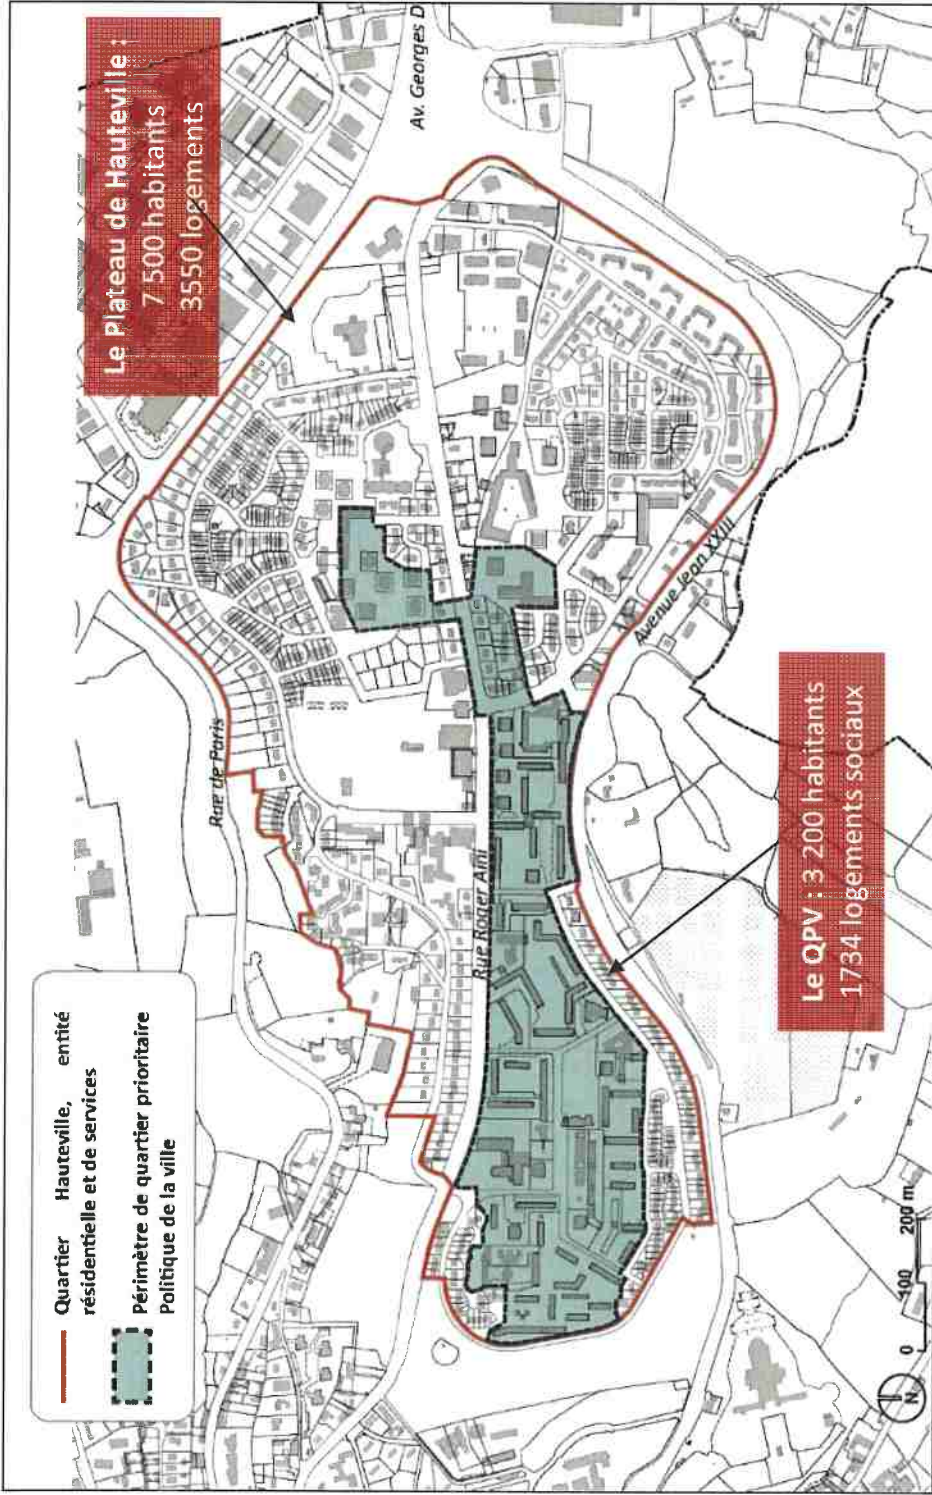 Quartier Hauteville, entité
résidentielle et de services
Périmètre de quartier prioritaire
Politique de la ville
Le Plateau de Hauteville :
7 500 habitants
3550 logements
Rue de Paris
Av. Georges D
Rue Roger Aini
Avenue Jean XXIII
Le QPV : 3 200 habitants
1734 logements sociaux
N
0 100 200 m